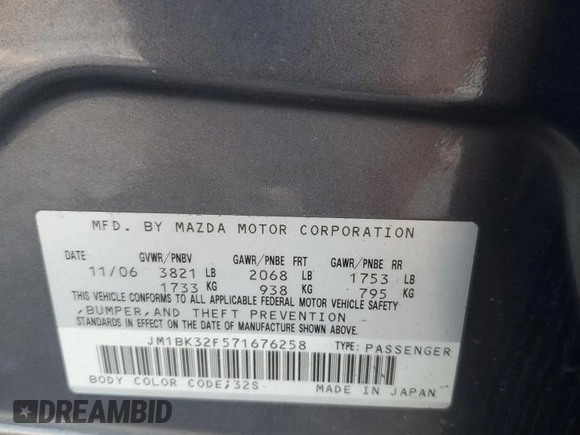 MFD. BY MAZDA MOTOR CORPORATION
DATE GVWR/PNBV GAWR/PNBE FRT GAWR/PNBE RR
11/06 3821 LB 2068 LB 1753 LB
1733 KG 938 KG 795 KG
THIS VEHICLE CONFORMS TO ALL APPLICABLE FEDERAL MOTOR VEHICLE SAFETY
,BUMPER,AND THEFT PREVENTION
STANDARDS IN EFFECT ON THE DATE OF MANUFACTURE SHOWN ABOVE.
JM1BK32F571676258 TYPE: PASSENGER
BODY COLOR CODE;32S MADE IN JAPAN
DREAMBID